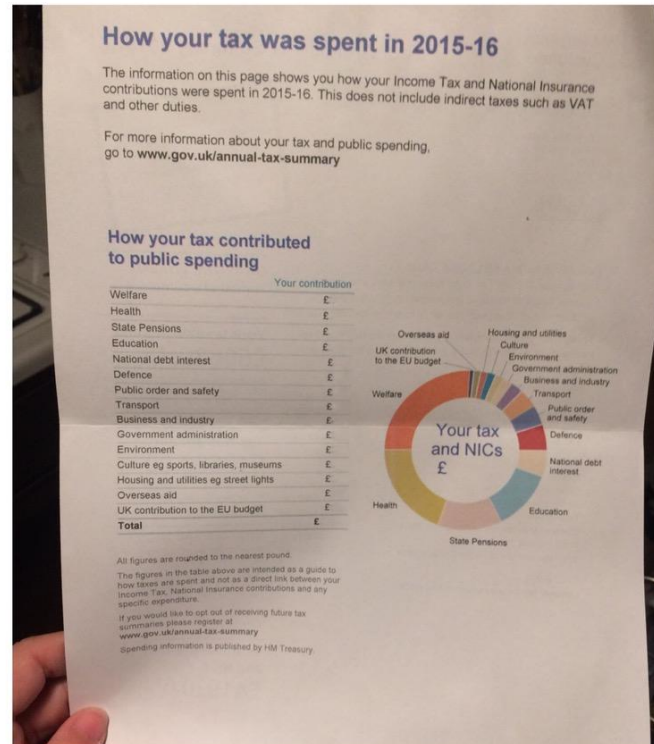 How your tax was spent in 2015-16
The information on this page shows you how your Income Tax and National Insurance
contributions were spent in 2015-16. This does not include indirect taxes such as VAT
and other duties.
For more information about your tax and public spending,
go to www.gov.uk/annual-tax-summary
How your tax contributed
to public spending
Your contribution
Welfare £
Health £
State Pensions £
Education £
National debt interest £
Defence £
Public order and safety £
Transport £
Business and industry £
Government administration £
Environment £
Culture eg sports, libraries, museums £
Housing and utilities eg street lights £
Overseas aid £
UK contribution to the EU budget £
Total £
All figures are rounded to the nearest pound.
The figures in the table above are intended as a guide to
how taxes are spent and not as a direct link between your
Income Tax, National Insurance contributions and any
specific expenditure.
If you would like to opt out of receiving future tax
summaries please register at
www.gov.uk/annual-tax-summary
Spending information is published by HM Treasury.
Overseas aid
UK contribution
to the EU budget
Welfare
Health
State Pensions
Housing and utilities
Culture
Environment
Government administration
Business and industry
Transport
Public order
and safety
Defence
National debt
interest
Education
Your tax
and NICs
£